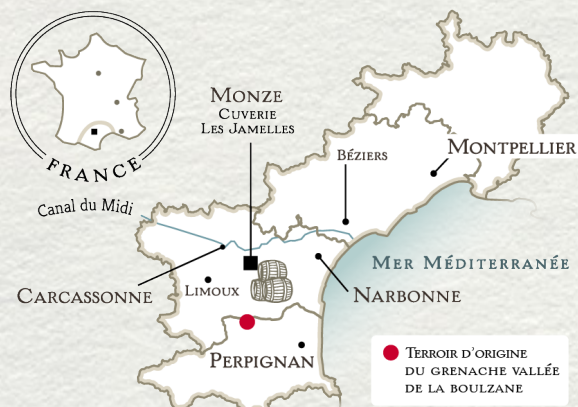 FRANCE
MONZE
CUVERIE
LES JAMELLES
BÉZIERS
MONTPELLIER
Canal du Midi
MER MÉDITERRANÉE
CARCASSONNE
LIMOUX
NARBONNE
PERPIGNAN
TERROIR D'ORIGINE
DU GRENACHE VALLÉE
DE LA BOULZANE